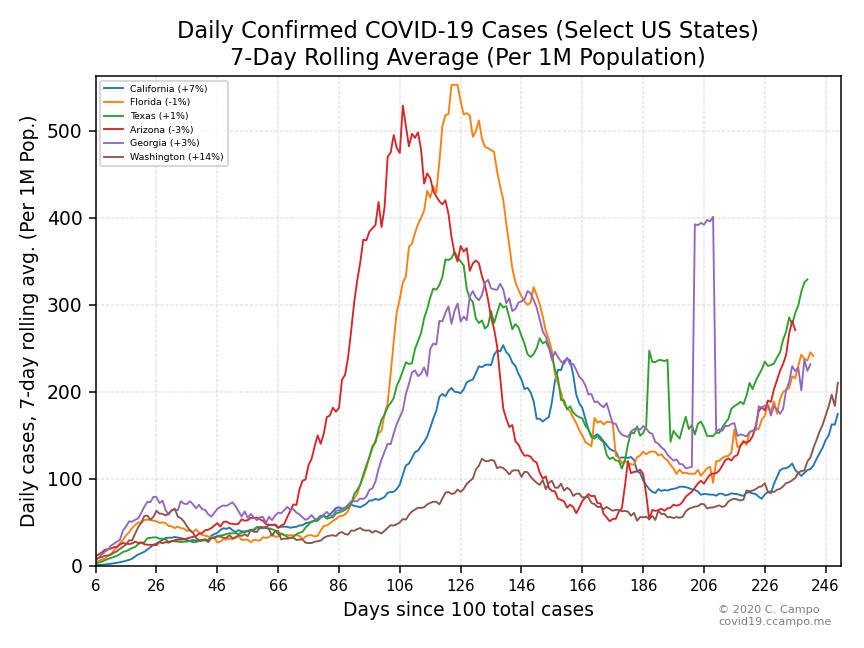 Daily Confirmed COVID-19 Cases (Select US States)
7-Day Rolling Average (Per 1M Population)
California (+7%)
Florida (-1%)
Texas (+1%)
Arizona (-3%)
Georgia (+3%)
Washington (+14%)
Daily cases, 7-day rolling avg. (Per 1M Pop.)
500
400
300
200
100
0
6 26 46 66 86 106 126 146 166 186 206 226 246
Days since 100 total cases
© 2020 C. Campo
covid19.ccampo.me